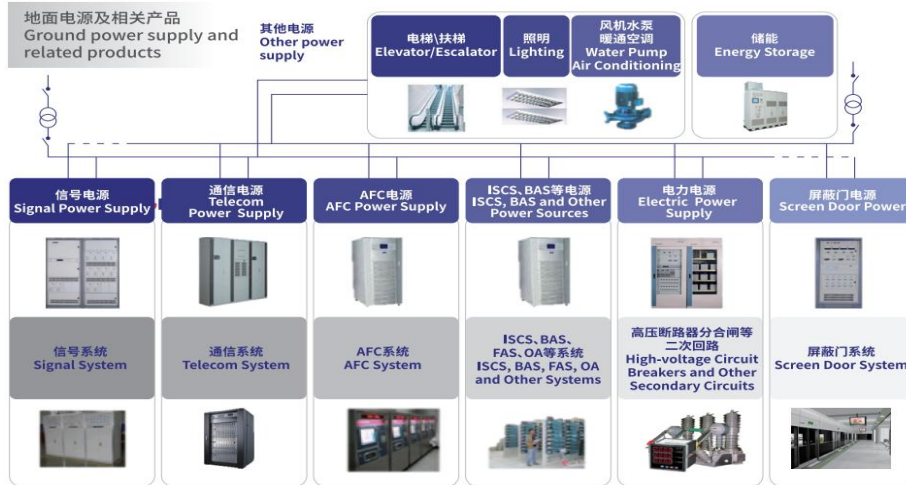 地面电源及相关产品
Ground power supply and
related products
其他电源
Other power
supply
电梯\扶梯
Elevator/Escalator
照明
Lighting
风机水泵
暖通空调
Water Pump
Air Conditioning
储能
Energy Storage
信号电源
Signal Power Supply
通信电源
Telecom
Power Supply
AFC电源
AFC Power Supply
ISCS、BAS等电源
ISCS, BAS and Other
Power Sources
电力电源
Electric Power
Supply
屏蔽门电源
Screen Door Power
信号系统
Signal System
通信系统
Telecom System
AFC系统
AFC System
ISCS、BAS、
FAS、OA等系统
ISCS, BAS, FAS, OA
and Other Systems
高压断路器分合闸等
二次回路
High-voltage Circuit
Breakers and Other
Secondary Circuits
屏蔽门系统
Screen Door System